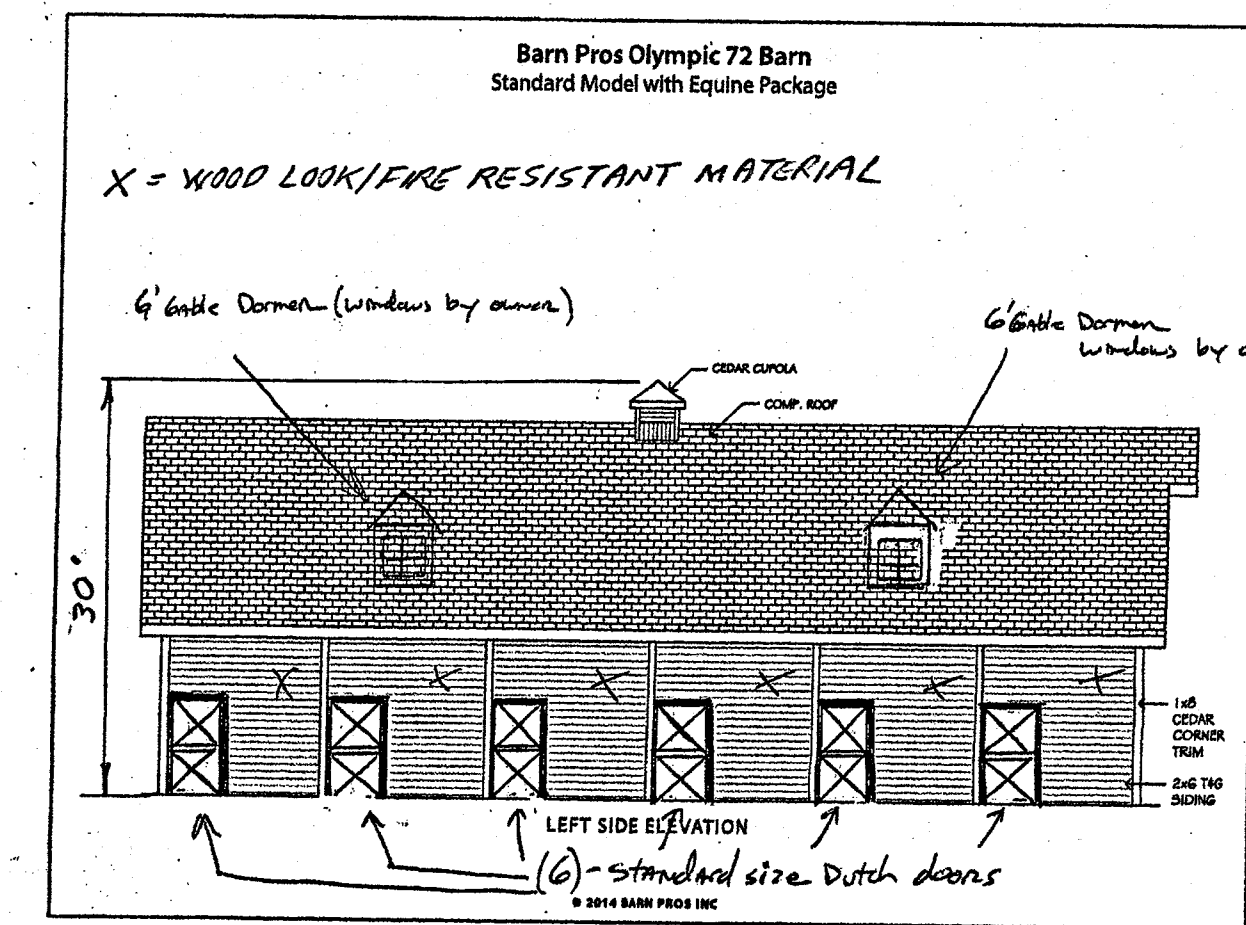 Barn Pros Olympic 72 Barn
Standard Model with Equine Package
X = WOOD LOOK/FIRE RESISTANT MATERIAL
6' Gable Dormer (windows by owner)
6' Gable Dormer
windows by
CEDAR CUPOLA
COMP. ROOF
30'
X X X X X X
1x8
CEDAR
CORNER
TRIM
2x6 T&G
SIDING
LEFT SIDE ELEVATION
(6)-Standard size Dutch doors
© 2014 BARN PROS INC